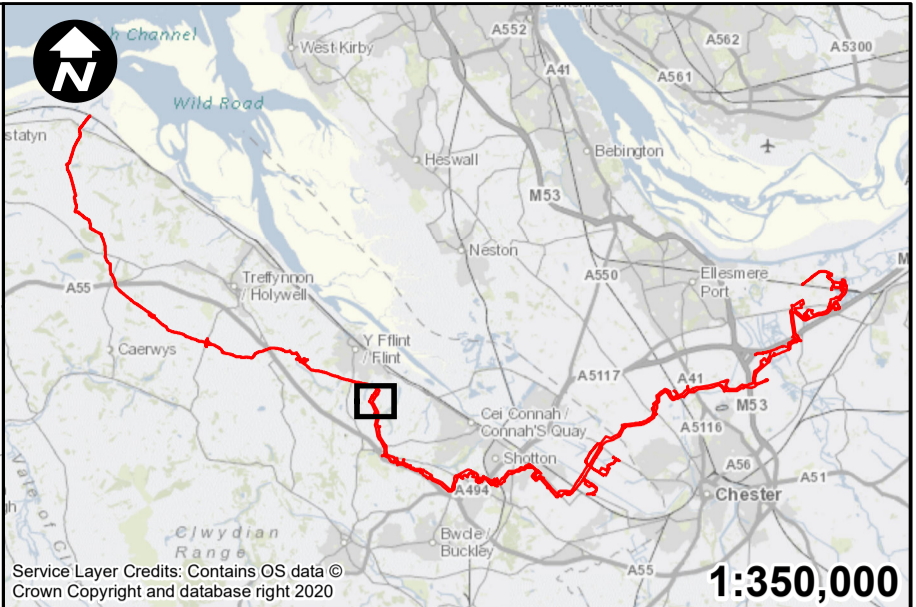 h Channel
N
Wild Road
West Kirby
A552
A41
A562
A5300
A561
statyn
Heswall
Bebington
M53
Neston
A550
Ellesmere
Port
M
A55
Treffynnon
/ Holywell
Caerwys
Y Fflint
/ Flint
A5117
A41
M53
A5116
Cei Connah /
Connah'S Quay
Shotton
A494
A56
A51
Chester
Clwydian
Range
Bwcle /
Buckley
A55
Service Layer Credits: Contains OS data ©
Crown Copyright and database right 2020
1:350,000